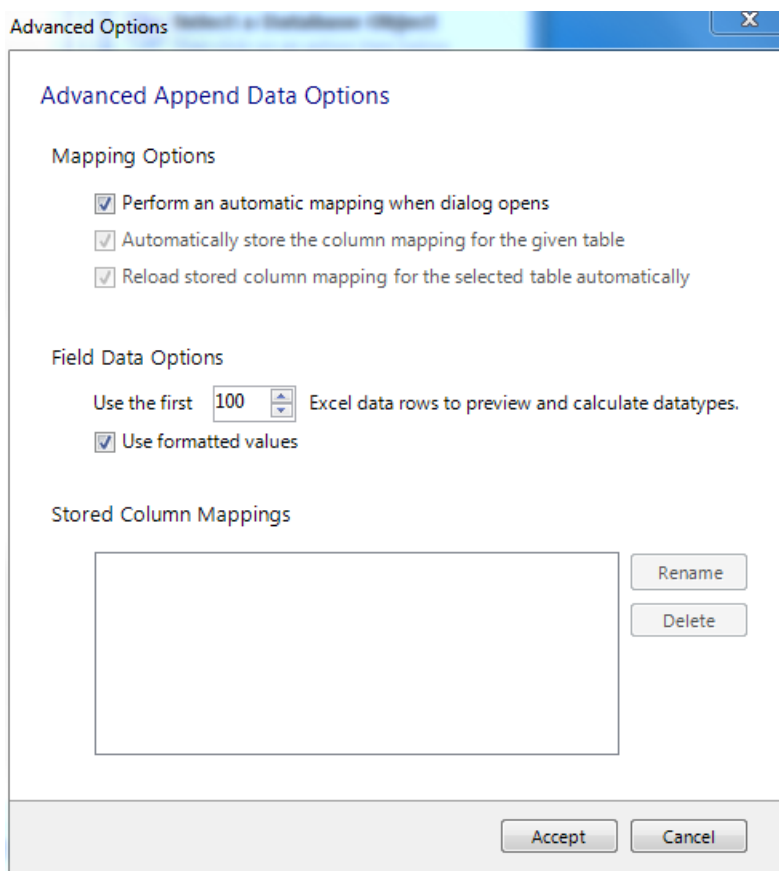 Select a Database Object
Advanced Options
x
Advanced Append Data Options
Mapping Options
Perform an automatic mapping when dialog opens
Automatically store the column mapping for the given table
Reload stored column mapping for the selected table automatically
Field Data Options
Use the first 100 Excel data rows to preview and calculate datatypes.
Use formatted values
Stored Column Mappings
Rename
Delete
Accept Cancel